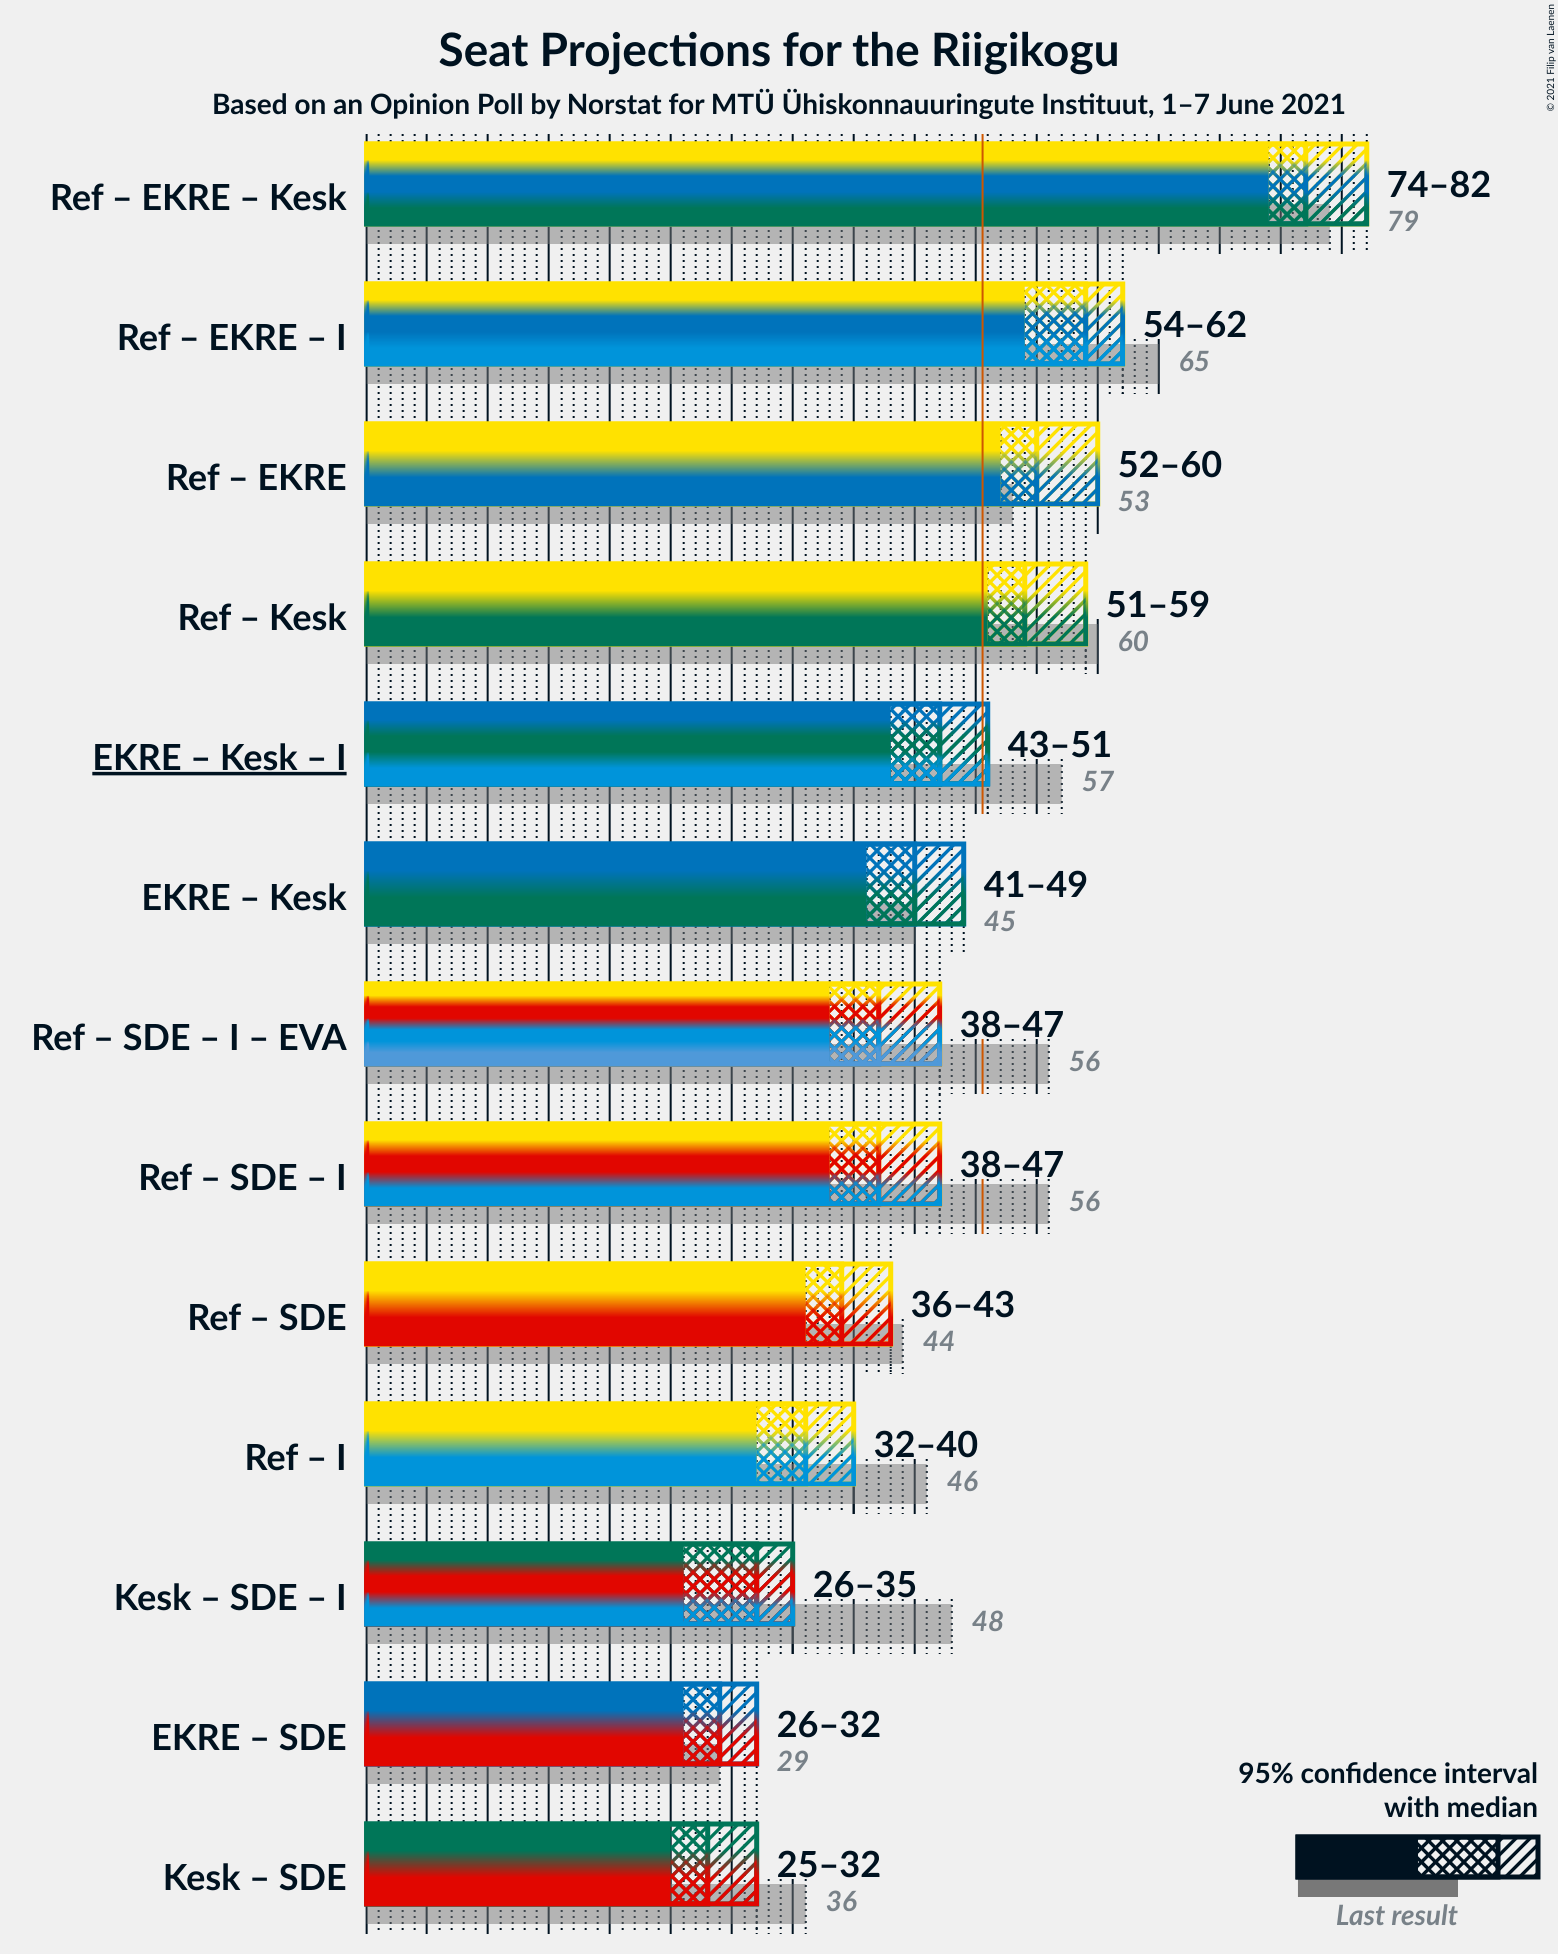 Seat Projections for the Riigikogu
Based on an Opinion Poll by Norstat for MTÜ Ühiskonnauuringute Instituut, 1–7 June 2021
© 2021 Filip van Laenen
Ref – EKRE – Kesk
74–82
79
Ref – EKRE – I
54–62
65
Ref – EKRE
52–60
53
Ref – Kesk
51–59
60
EKRE – Kesk – I
43–51
57
EKRE – Kesk
41–49
45
Ref – SDE – I – EVA
38–47
56
Ref – SDE – I
38–47
56
Ref – SDE
36–43
44
Ref – I
32–40
46
Kesk – SDE – I
26–35
48
EKRE – SDE
26–32
29
Kesk – SDE
25–32
36
95% confidence interval
with median
Last result